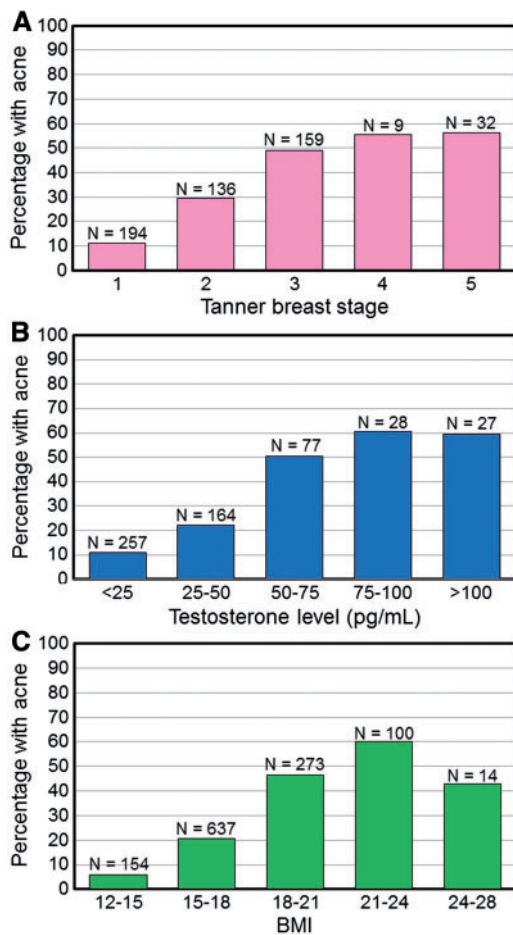 A
Percentage with acne
100
90
80
70
60
50
40
30
20
10
0
N = 194
N = 136
N = 159
N = 9
N = 32
1 2 3 4 5
Tanner breast stage
B
Percentage with acne
100
90
80
70
60
50
40
30
20
10
0
N = 257
N = 164
N = 77
N = 28
N = 27
<25 25-50 50-75 75-100 >100
Testosterone level (pg/mL)
C
Percentage with acne
100
90
80
70
60
50
40
30
20
10
0
N = 154
N = 637
N = 273
N = 100
N = 14
12-15 15-18 18-21 21-24 24-28
BMI